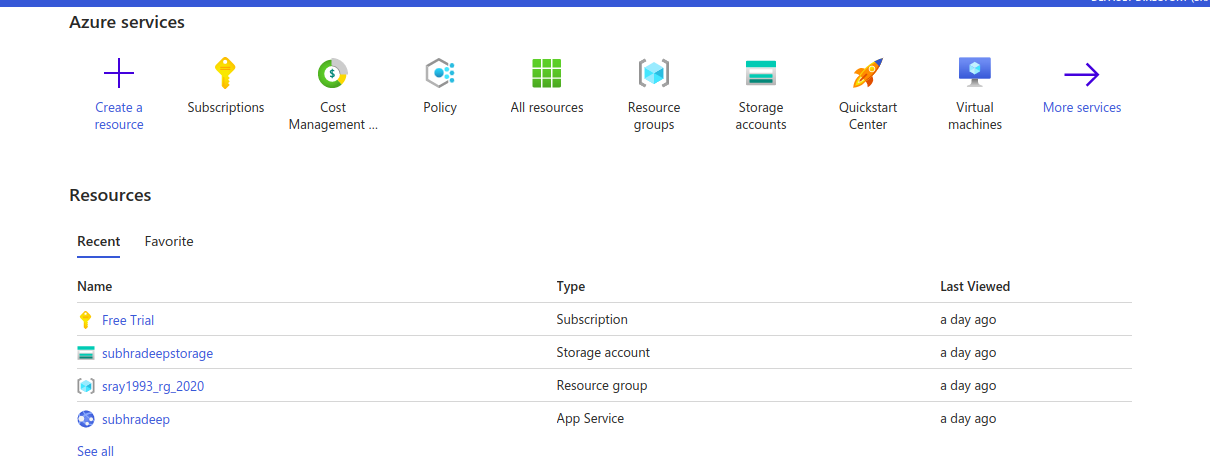 Azure services
Create a resource
Subscriptions
Cost Management ...
Policy
All resources
Resource groups
Storage accounts
Quickstart Center
Virtual machines
More services
Resources
Recent Favorite
Name Type Last Viewed
Free Trial Subscription a day ago
subhradeepstorage Storage account a day ago
sray1993_rg_2020 Resource group a day ago
subhradeep App Service a day ago
See all